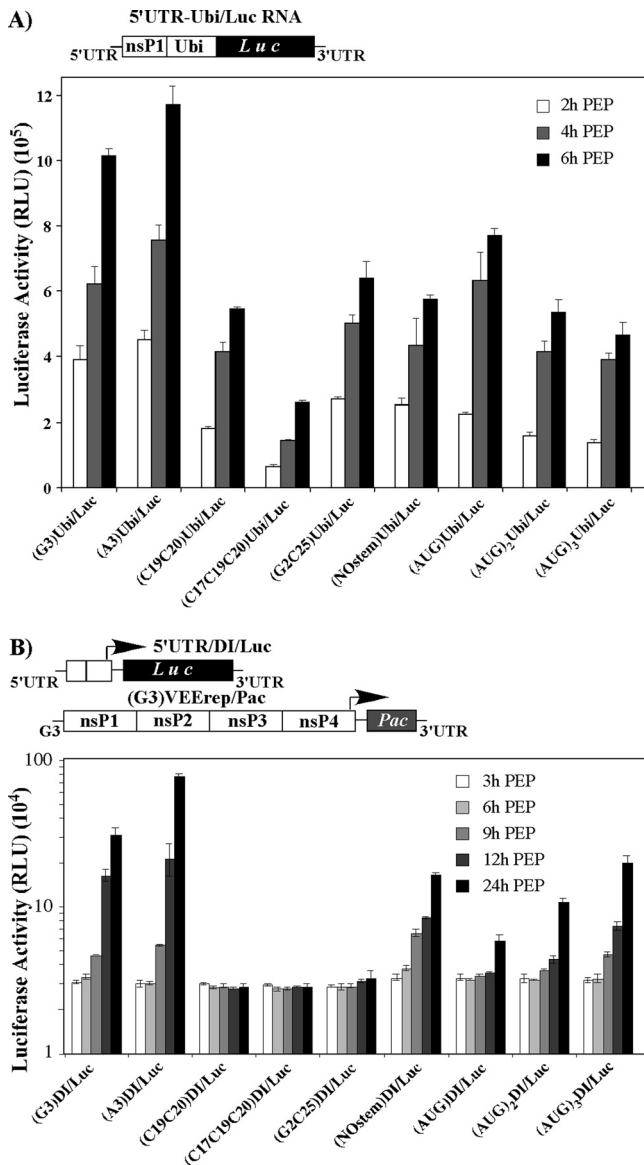 A)
5'UTR-Ubi/Luc RNA
5'UTR nsP1 Ubi Luc 3'UTR
Luciferase Activity (RLU) (10⁵)
12
10
8
6
4
2
0
2h PEP
4h PEP
6h PEP
(G3)Ubi/Luc
(A3)Ubi/Luc
(C19C20)Ubi/Luc
(C17C19C20)Ubi/Luc
(G2C25)Ubi/Luc
(NOstem)Ubi/Luc
(AUG)Ubi/Luc
(AUG)₂Ubi/Luc
(AUG)₃Ubi/Luc
B)
5'UTR/DI/Luc
5'UTR Luc 3'UTR
(G3)VEErep/Pac
G3 nsP1 nsP2 nsP3 nsP4 Pac 3'UTR
Luciferase Activity (RLU) (10⁴)
100
10
1
3h PEP
6h PEP
9h PEP
12h PEP
24h PEP
(G3)DI/Luc
(A3)DI/Luc
(C19C20)DI/Luc
(C17C19C20)DI/Luc
(G2C25)DI/Luc
(NOstem)DI/Luc
(AUG)DI/Luc
(AUG)₂DI/Luc
(AUG)₃DI/Luc